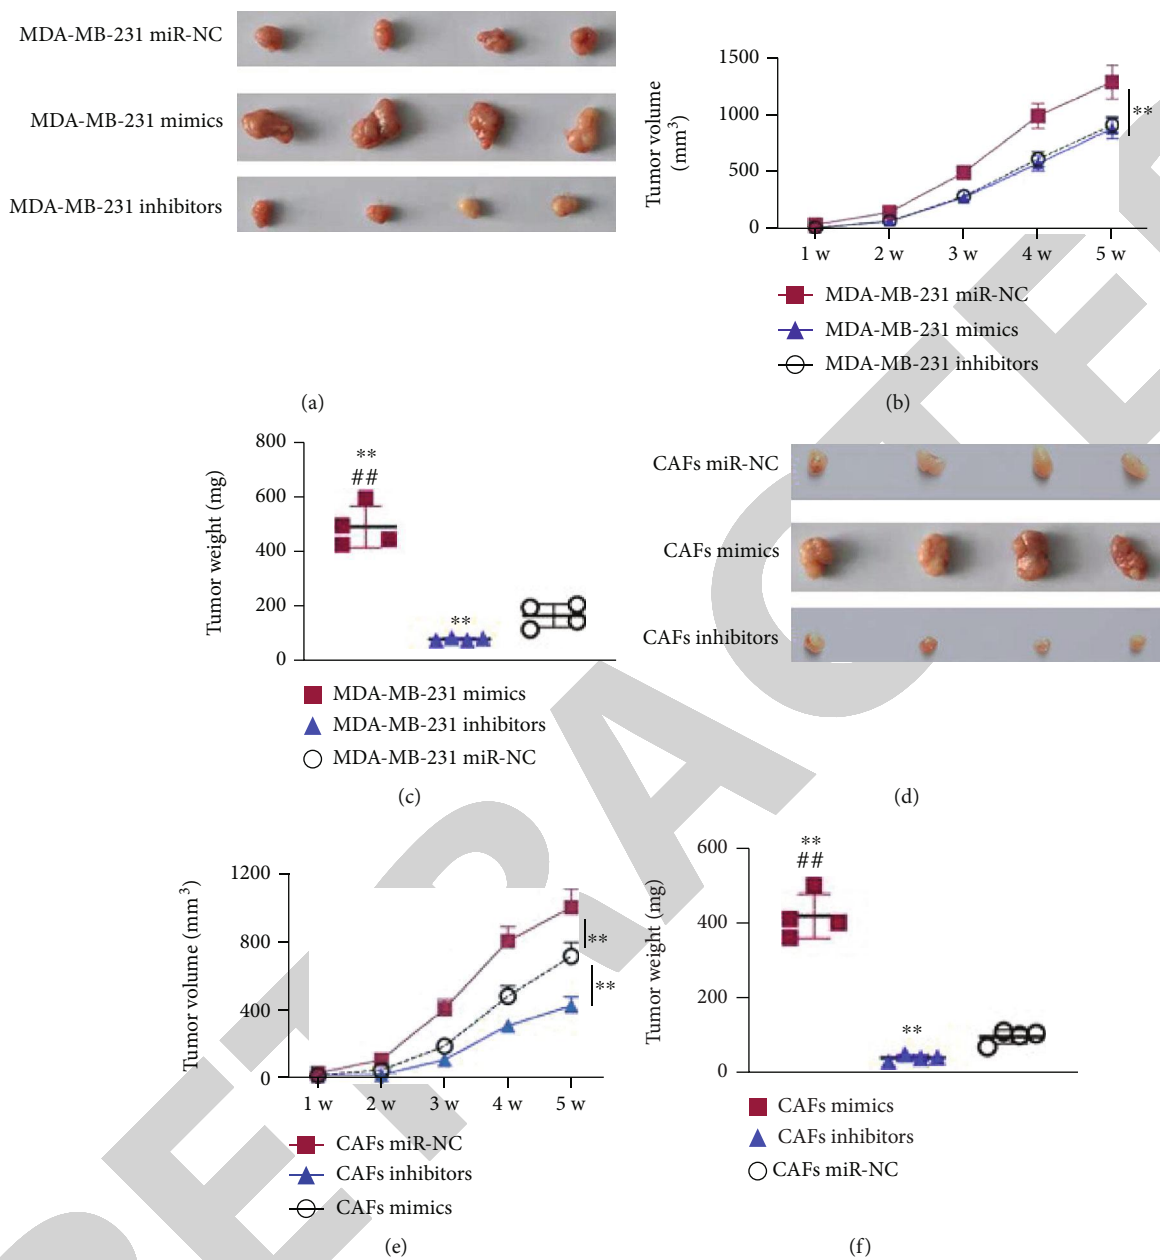 MDA-MB-231 miR-NC
MDA-MB-231 mimics
MDA-MB-231 inhibitors
(a)
Tumor volume
(mm³)
1500
1000
500
0
**
1 w 2 w 3 w 4 w 5 w
MDA-MB-231 miR-NC
MDA-MB-231 mimics
MDA-MB-231 inhibitors
(b)
Tumor weight (mg)
800
600
400
200
0
**
##
**
MDA-MB-231 mimics
MDA-MB-231 inhibitors
MDA-MB-231 miR-NC
(c)
CAFs miR-NC
CAFs mimics
CAFs inhibitors
(d)
Tumor volume (mm³)
1200
800
400
0
**
**
1 w 2 w 3 w 4 w 5 w
CAFs miR-NC
CAFs inhibitors
CAFs mimics
(e)
Tumor weight (mg)
600
400
200
0
**
##
**
CAFs mimics
CAFs inhibitors
CAFs miR-NC
(f)